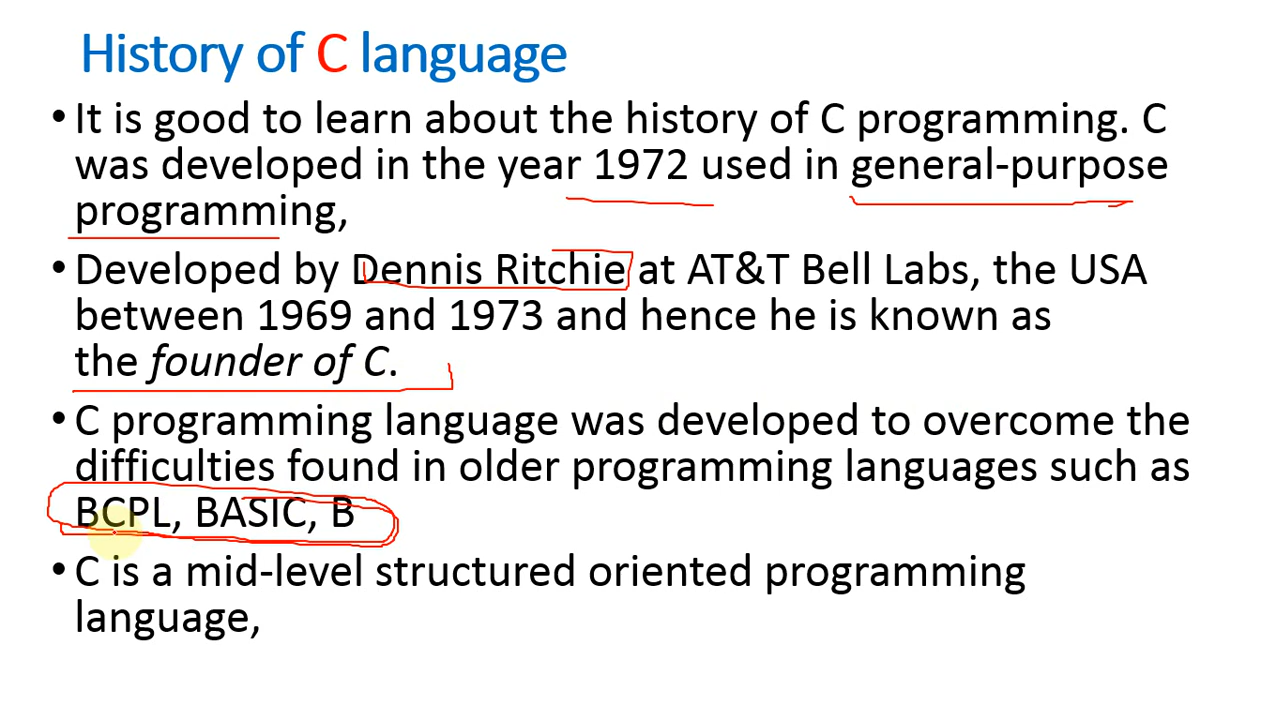 History of C language
• It is good to learn about the history of C programming. C
was developed in the year 1972 used in general-purpose
programming,
• Developed by Dennis Ritchie at AT&T Bell Labs, the USA
between 1969 and 1973 and hence he is known as
the founder of C.
• C programming language was developed to overcome the
difficulties found in older programming languages such as
BCPL, BASIC, B
• C is a mid-level structured oriented programming
language,